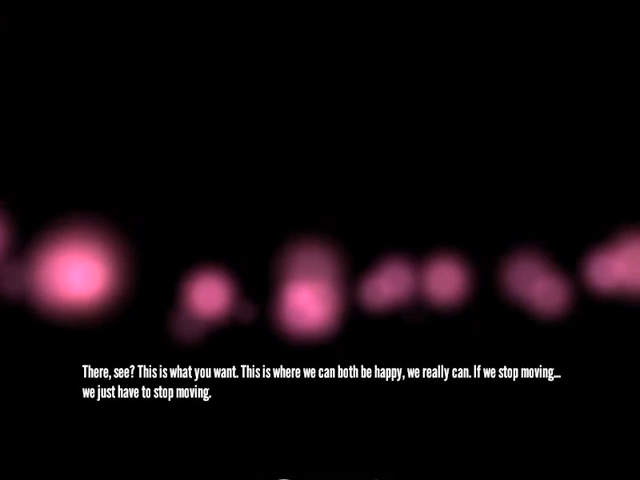 There, see? This is what you want. This is where we can both be happy, we really can. If we stop moving...
we just have to stop moving.